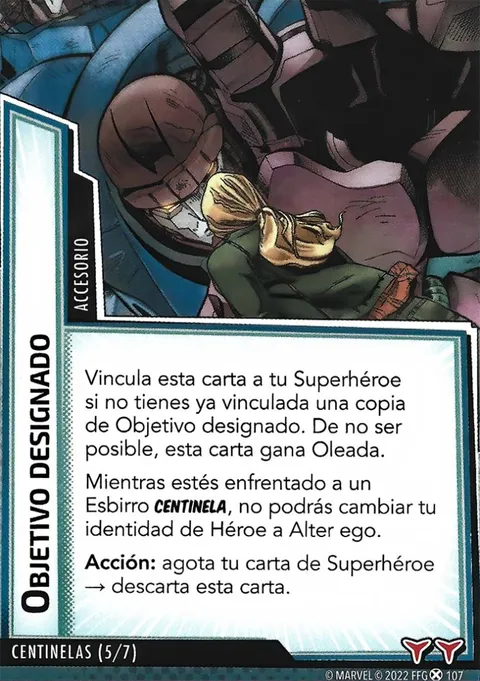 ACCESORIO
OBJETIVO DESIGNADO
Vincula esta carta a tu Superhéroe
si no tienes ya vinculada una copia
de Objetivo designado. De no ser
posible, esta carta gana Oleada.
Mientras estés enfrentado a un
Esbirro CENTINELA, no podrás cambiar tu
identidad de Héroe a Alter ego.
Acción: agota tu carta de Superhéroe
→ descarta esta carta.
CENTINELAS (5/7)
© MARVEL © 2022 FFG 107